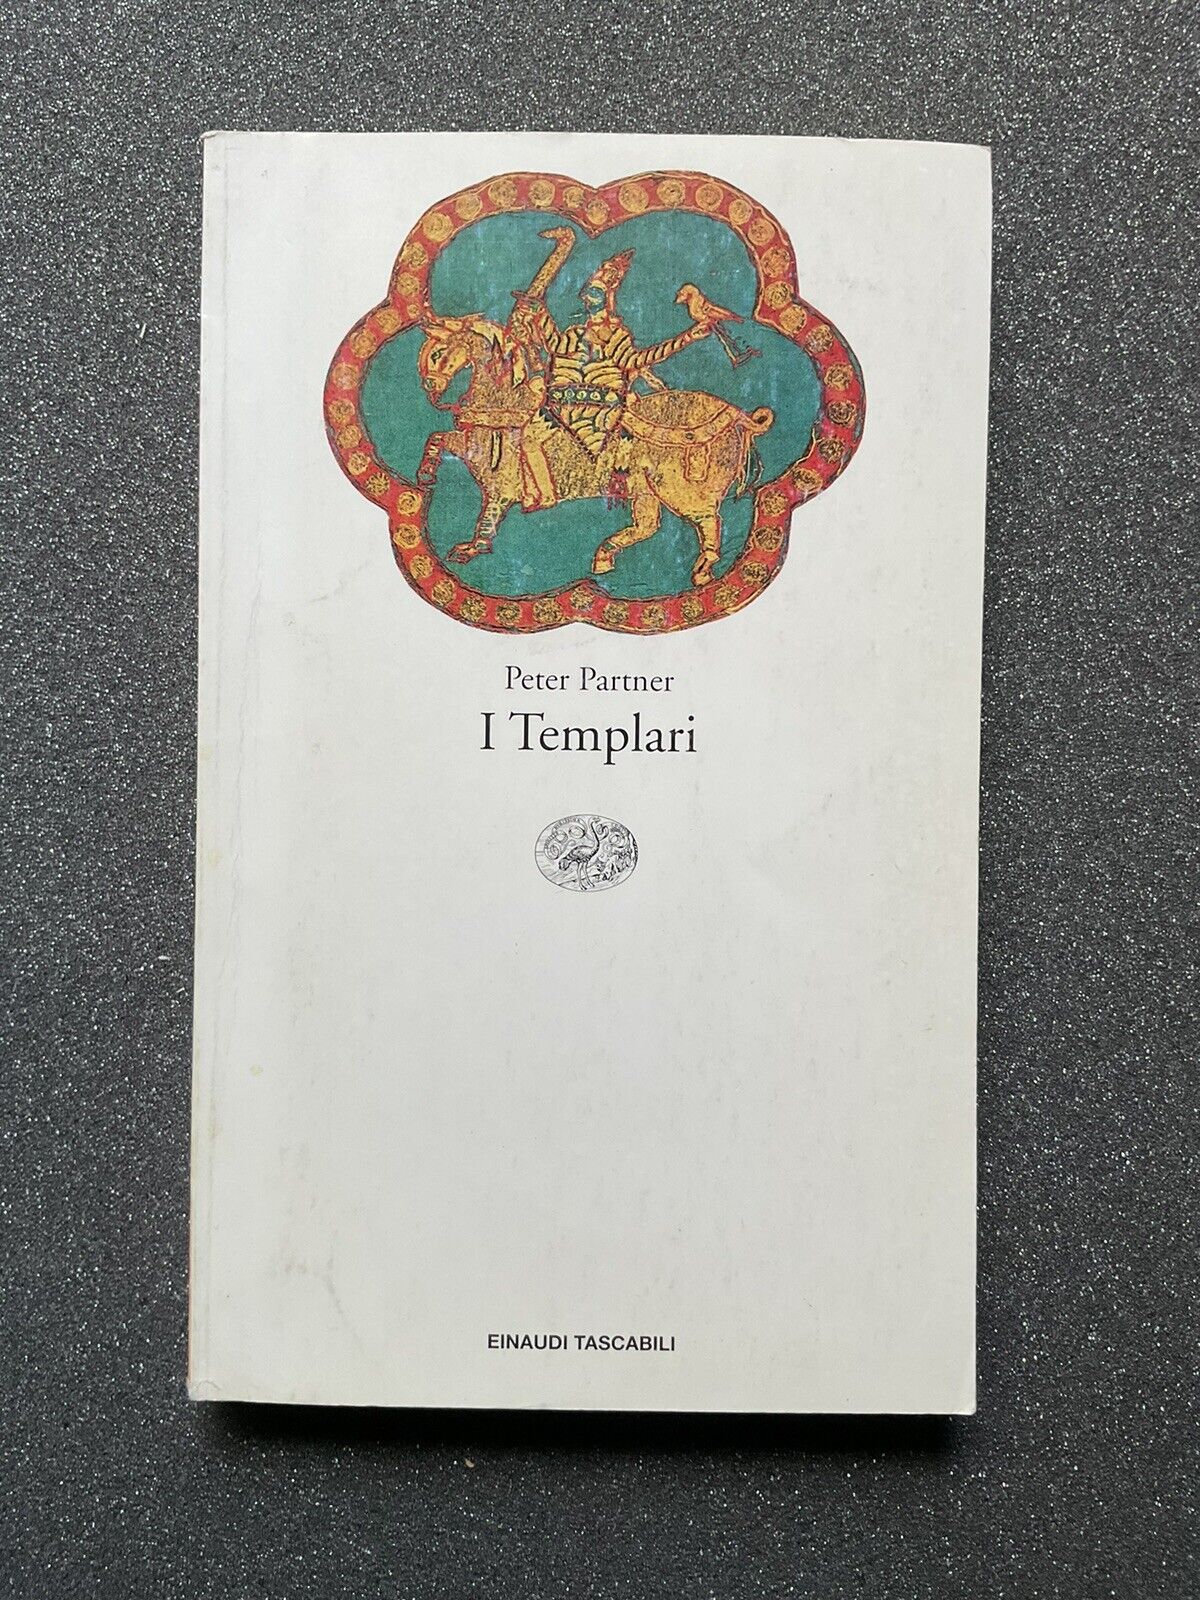 Peter Partner
I Templari
EINAUDI TASCABILI